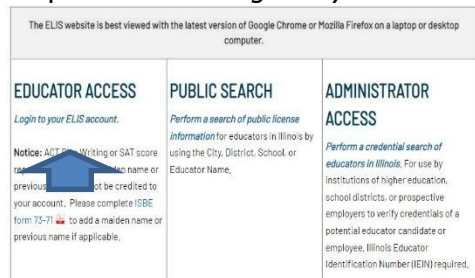 The ELIS website is best viewed with the latest version of Google Chrome or Mozilla Firefox on a laptop or desktop
computer.
EDUCATOR ACCESS
Login to your ELIS account.
Notice: ACT Writing or SAT score
name or
previous be credited to
your account. Please complete ISBE
form 73-71 to add a maiden name or
previous name if applicable.
PUBLIC SEARCH
Perform a search of public license
information for educators in Illinois by
using the City, District, School, or
Educator Name.
ADMINISTRATOR
ACCESS
Perform a credential search of
educators in Illinois. For use by
institutions of higher education,
school districts, or prospective
employers to verify credentials of a
potential educator candidate or
employee. Illinois Educator
Identification Number (IEIN) required.